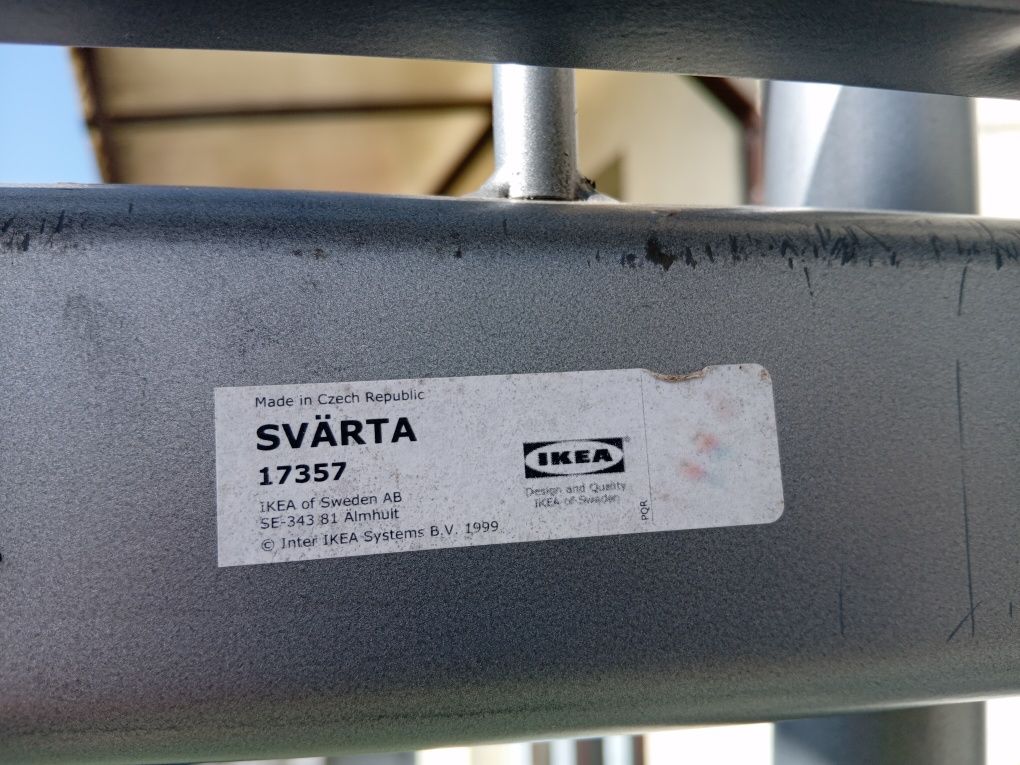 Made in Czech Republic
SVÄRTA
17357
IKEA of Sweden AB
SE-343 81 Älmhult
© Inter IKEA Systems B.V. 1999
IKEA®
Design and Quality
IKEA of Sweden
PQR